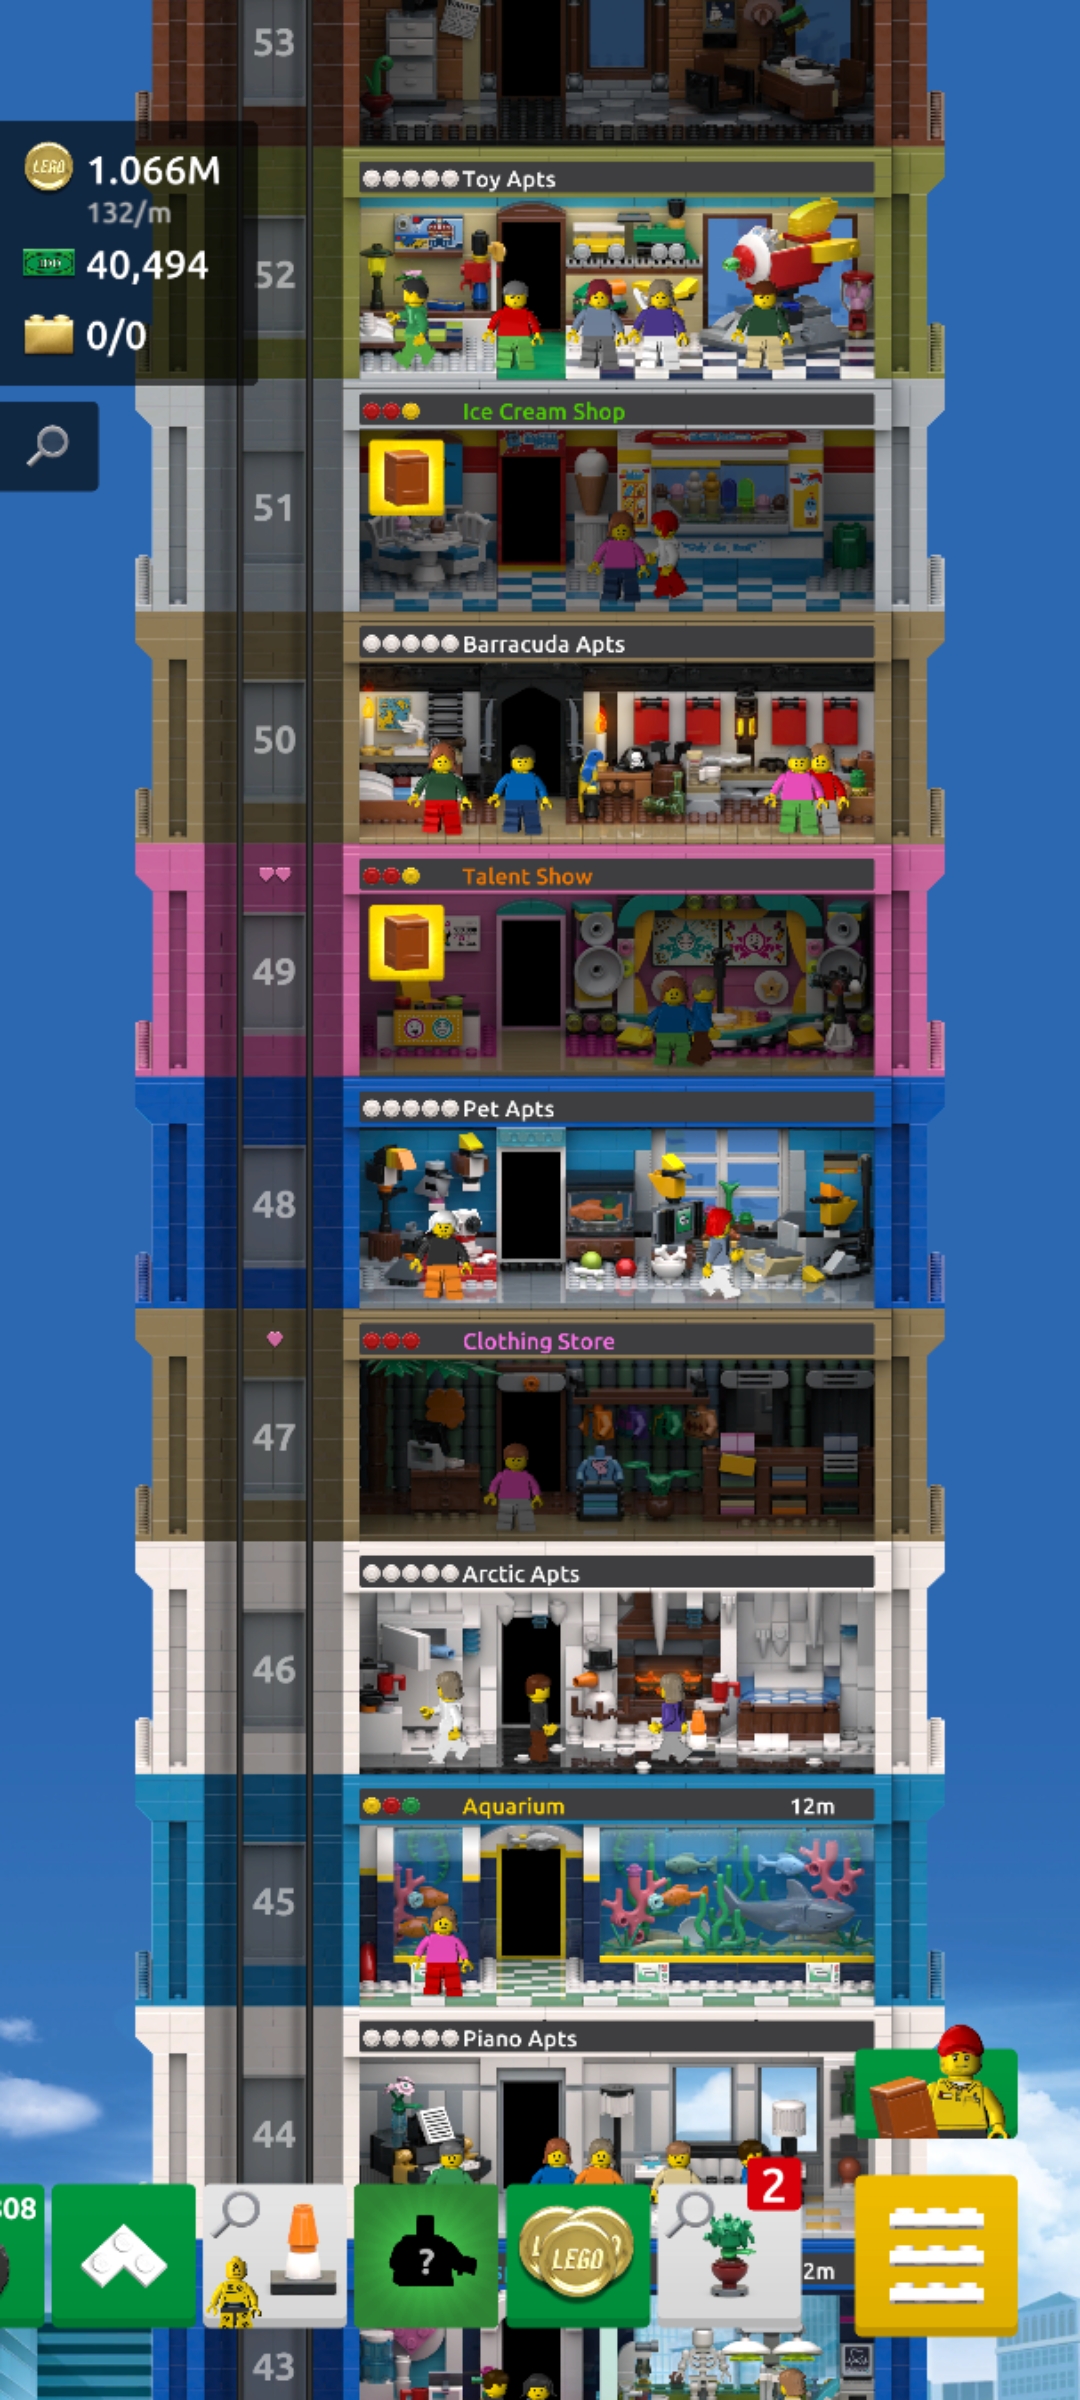 53
LEGO 1.066M
132/m
40,494
0/0
Toy Apts
52
Ice Cream Shop
51
Barracuda Apts
50
Talent Show
49
Pet Apts
48
Clothing Store
47
Arctic Apts
46
Aquarium 12m
45
Piano Apts
44
2
08
?
LEGO
2m
43